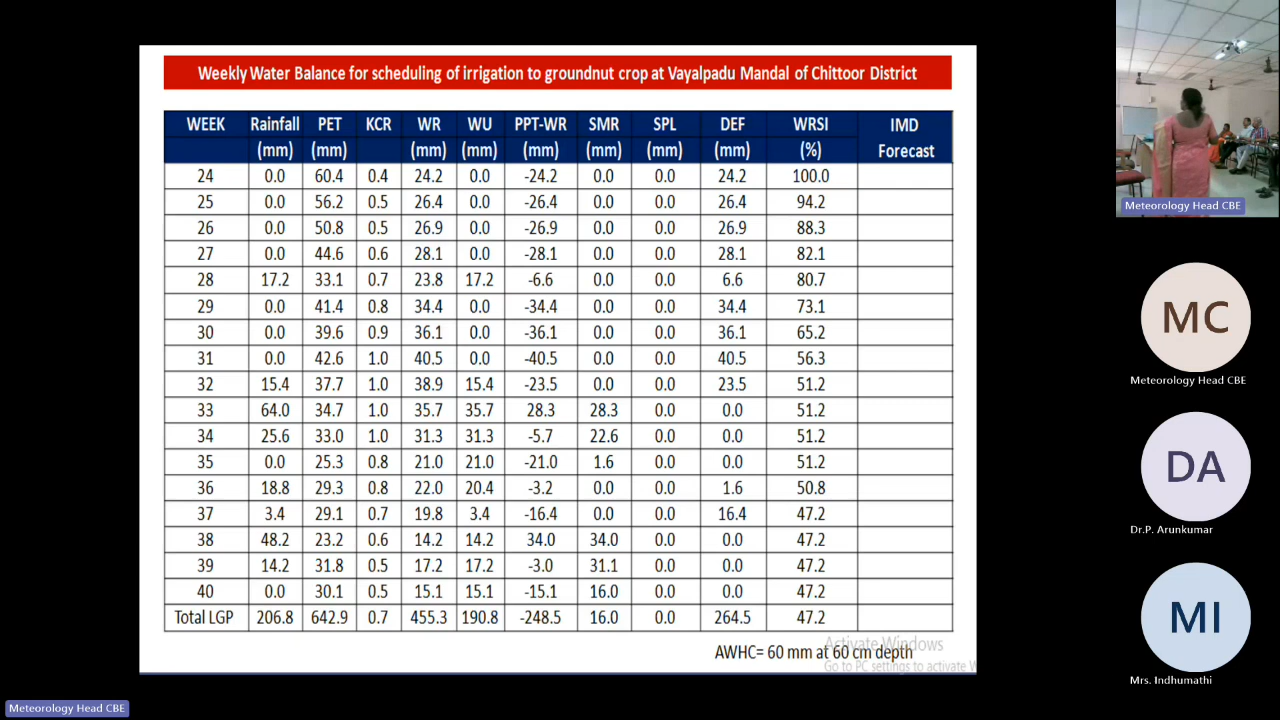 Weekly Water Balance for scheduling of irrigation to groundnut crop at Vayalpadu Mandal of Chittoor District
WEEK Rainfall PET KCR WR WU PPT-WR SMR SPL DEF WRSI IMD
(mm) (mm) (mm) (mm) (mm) (mm) (mm) (mm) (%) Forecast
24 0.0 60.4 0.4 24.2 0.0 -24.2 0.0 0.0 24.2 100.0
25 0.0 56.2 0.5 26.4 0.0 -26.4 0.0 0.0 26.4 94.2
26 0.0 50.8 0.5 26.9 0.0 -26.9 0.0 0.0 26.9 88.3
27 0.0 44.6 0.6 28.1 0.0 -28.1 0.0 0.0 28.1 82.1
28 17.2 33.1 0.7 23.8 17.2 -6.6 0.0 0.0 6.6 80.7
29 0.0 41.4 0.8 34.4 0.0 -34.4 0.0 0.0 34.4 73.1
30 0.0 39.6 0.9 36.1 0.0 -36.1 0.0 0.0 36.1 65.2
31 0.0 42.6 1.0 40.5 0.0 -40.5 0.0 0.0 40.5 56.3
32 15.4 37.7 1.0 38.9 15.4 -23.5 0.0 0.0 23.5 51.2
33 64.0 34.7 1.0 35.7 35.7 28.3 28.3 0.0 0.0 51.2
34 25.6 33.0 1.0 31.3 31.3 -5.7 22.6 0.0 0.0 51.2
35 0.0 25.3 0.8 21.0 21.0 -21.0 1.6 0.0 0.0 51.2
36 18.8 29.3 0.8 22.0 20.4 -3.2 0.0 0.0 1.6 50.8
37 3.4 29.1 0.7 19.8 3.4 -16.4 0.0 0.0 16.4 47.2
38 48.2 23.2 0.6 14.2 14.2 34.0 34.0 0.0 0.0 47.2
39 14.2 31.8 0.5 17.2 17.2 -3.0 31.1 0.0 0.0 47.2
40 0.0 30.1 0.5 15.1 15.1 -15.1 16.0 0.0 0.0 47.2
Total LGP 206.8 642.9 0.7 455.3 190.8 -248.5 16.0 0.0 264.5 47.2
AWHC= 60 mm at 60 cm depth
Activate Windows
Go to PC settings to activate W
Meteorology Head CBE
MC
Meteorology Head CBE
DA
Dr.P. Arunkumar
MI
Mrs. Indhumathi
Meteorology Head CBE